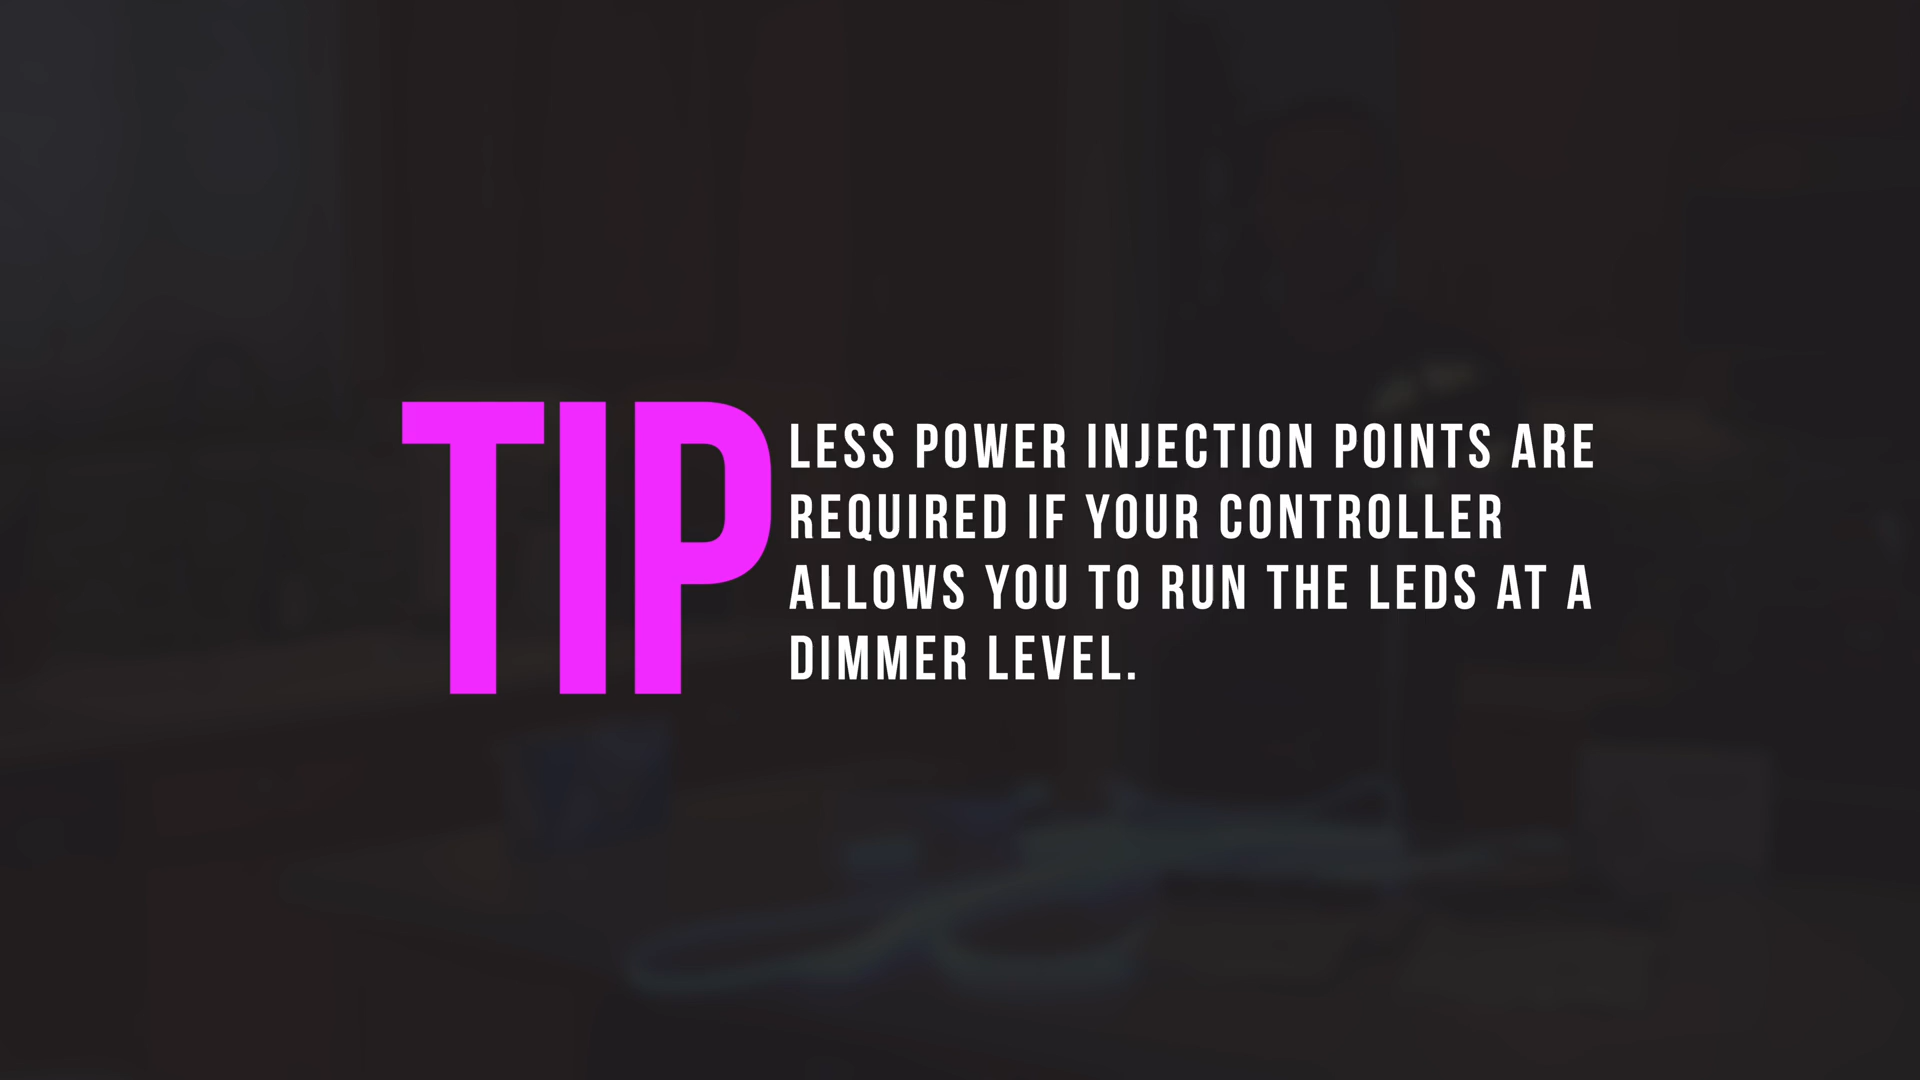 TIP
LESS POWER INJECTION POINTS ARE
REQUIRED IF YOUR CONTROLLER
ALLOWS YOU TO RUN THE LEDS AT A
DIMMER LEVEL.